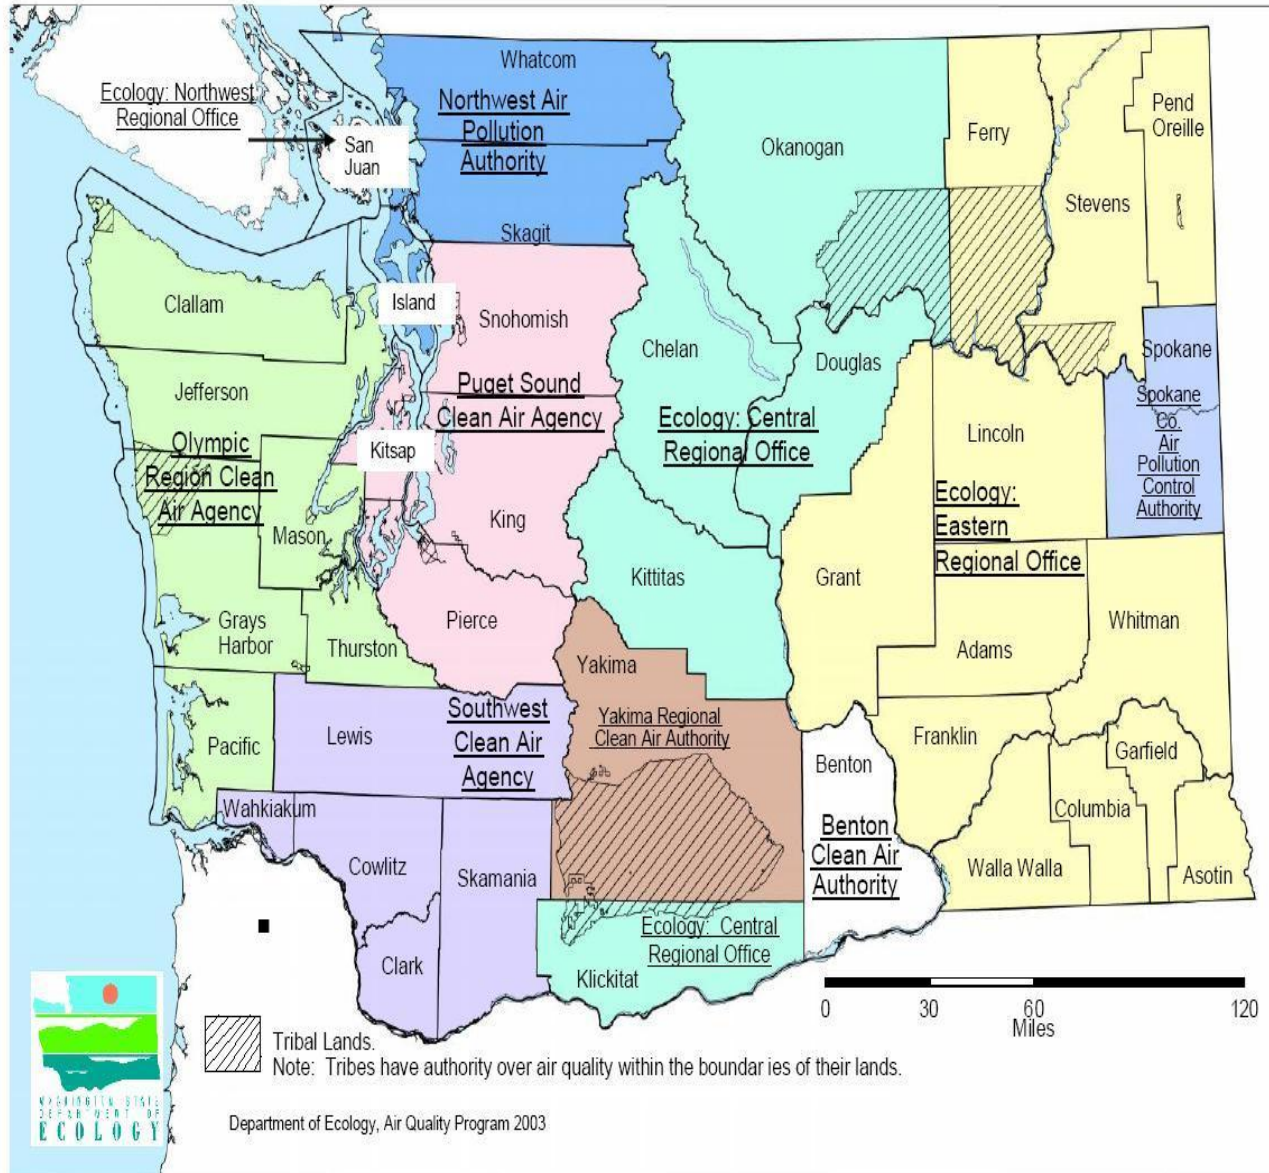 Whatcom
Ecology: Northwest
Regional Office
Northwest Air
Pollution
Authority
San
Juan
Skagit
Okanogan
Ferry
Pend
Oreille
Stevens
Clallam
Island
Snohomish
Chelan
Douglas
Spokane
Jefferson
Puget Sound
Clean Air Agency
Ecology: Central
Regional Office
Spokane
Co.
Air
Pollution
Control
Authority
Lincoln
Olympic
Region Clean
Air Agency
Kitsap
Ecology:
Eastern
Regional Office
King
Mason
Kittitas
Grant
Grays
Harbor
Thurston
Pierce
Whitman
Adams
Yakima
Yakima Regional
Clean Air Authority
Southwest
Clean Air
Agency
Pacific
Lewis
Franklin
Garfield
Benton
Benton
Clean Air
Authority
Wahkiakum
Columbia
Cowlitz
Skamania
Walla Walla
Asotin
Ecology: Central
Regional Office
Clark
Klickitat
0 30 60 120
Miles
Tribal Lands.
Note: Tribes have authority over air quality within the boundar ies of their lands.
WASHINGTON STATE
DEPARTMENT OF
ECOLOGY
Department of Ecology, Air Quality Program 2003